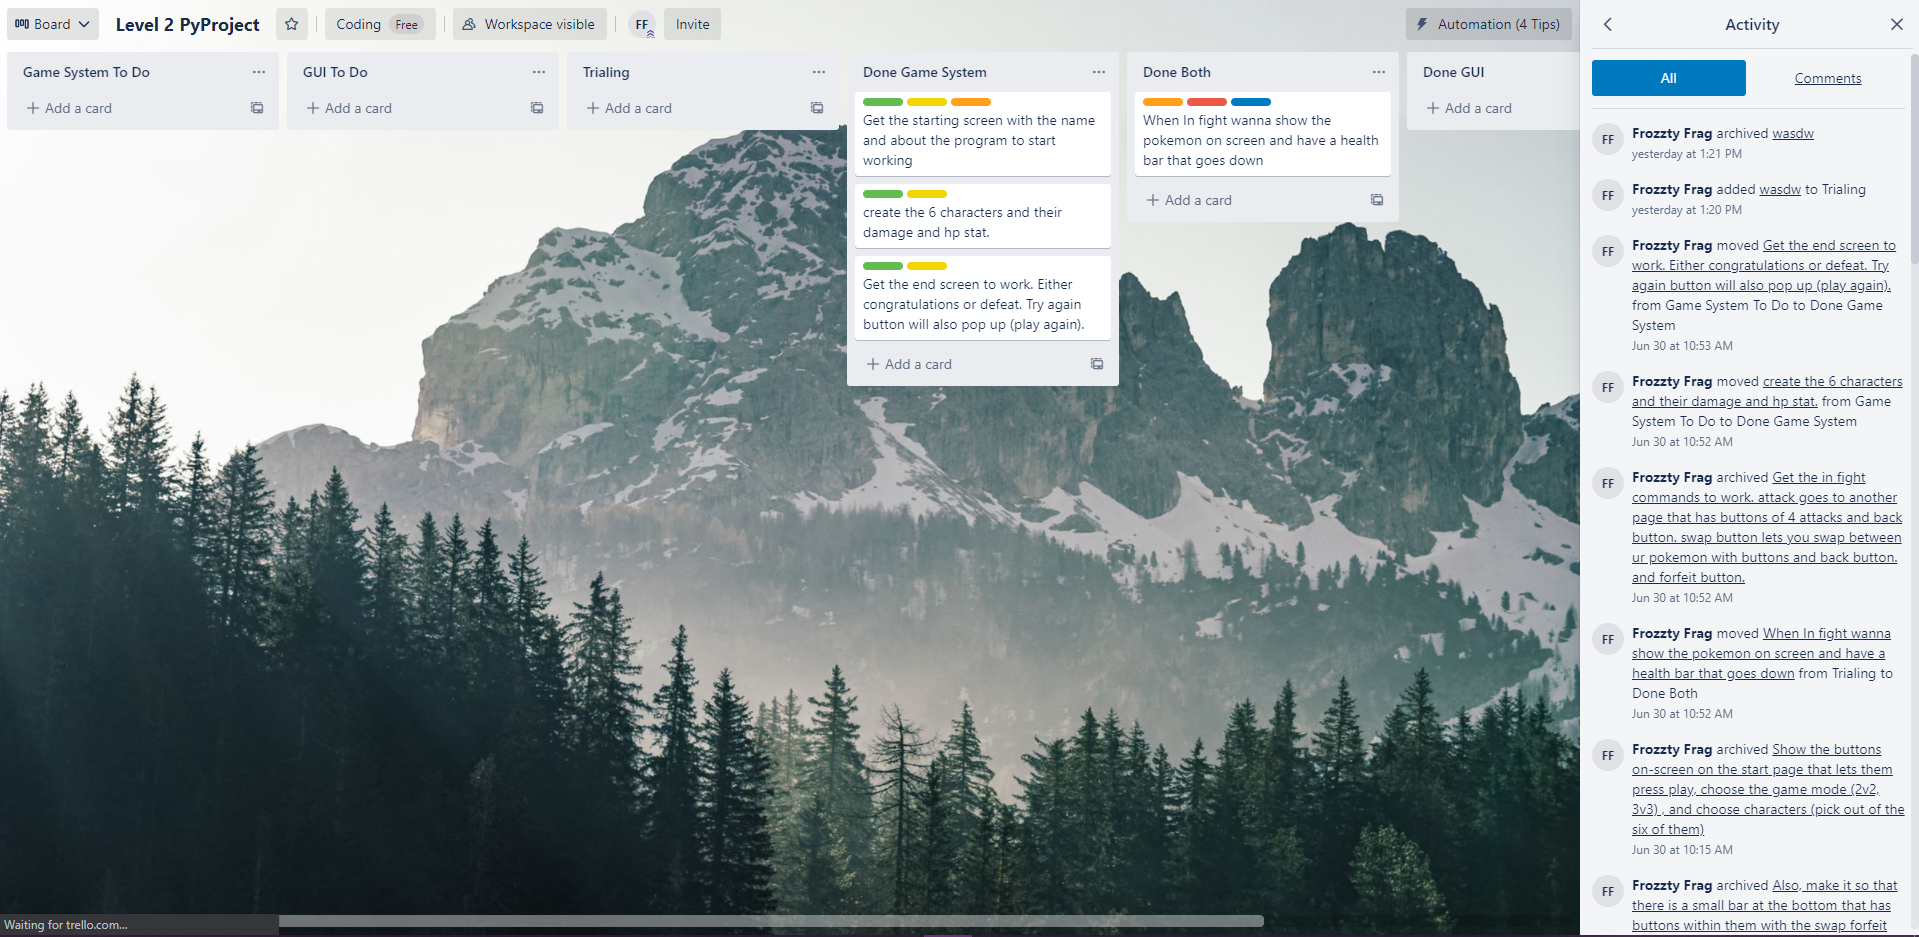 Board
Level 2 PyProject
Coding Free
Workspace visible
FF
Invite
Automation (4 Tips)
Game System To Do
+ Add a card
GUI To Do
+ Add a card
Trialing
+ Add a card
Done Game System
Get the starting screen with the name
and about the program to start
working
create the 6 characters and their
damage and hp stat.
Get the end screen to work. Either
congratulations or defeat. Try again
button will also pop up (play again).
+ Add a card
Done Both
When In fight wanna show the
pokemon on screen and have a health
bar that goes down
+ Add a card
Done GUI
+ Add a card
Activity
All
Comments
FF
Frozzty Frag archived wasdw
yesterday at 1:21 PM
FF
Frozzty Frag added wasdw to Trialing
yesterday at 1:20 PM
FF
Frozzty Frag moved Get the end screen to
work. Either congratulations or defeat. Try
again button will also pop up (play again).
from Game System To Do to Done Game
System
Jun 30 at 10:53 AM
FF
Frozzty Frag moved create the 6 characters
and their damage and hp stat. from Game
System To Do to Done Game System
Jun 30 at 10:52 AM
FF
Frozzty Frag archived Get the in fight
commands to work. attack goes to another
page that has buttons of 4 attacks and back
button. swap button lets you swap between
ur pokemon with buttons and back button.
and forfeit button.
Jun 30 at 10:52 AM
FF
Frozzty Frag moved When In fight wanna
show the pokemon on screen and have a
health bar that goes down from Trialing to
Done Both
Jun 30 at 10:52 AM
FF
Frozzty Frag archived Show the buttons
on-screen on the start page that lets them
press play, choose the game mode (2v2,
3v3) , and choose characters (pick out of the
six of them)
Jun 30 at 10:15 AM
FF
Frozzty Frag archived Also, make it so that
there is a small bar at the bottom that has
buttons within them with the swap forfeit
Waiting for trello.com...